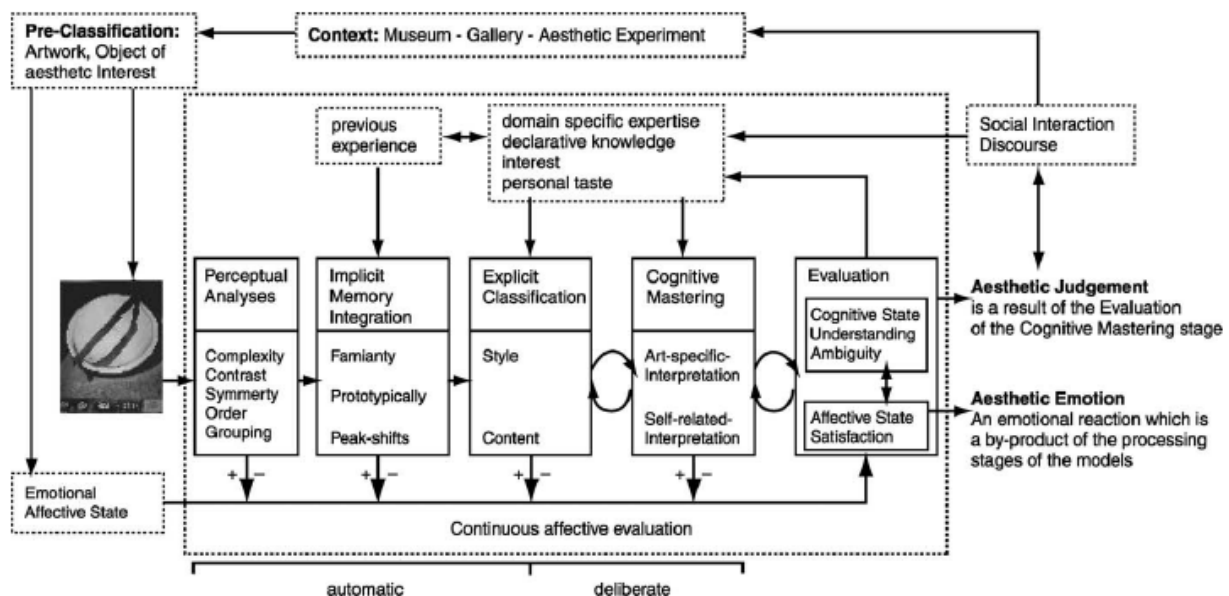 Pre-Classification:
Artwork, Object of
aesthetc Interest
Context: Museum - Gallery - Aesthetic Experiment
previous
experience
domain specific expertise
declarative knowledge
interest
personal taste
Social Interaction
Discourse
Perceptual
Analyses
Complexity
Contrast
Symmerty
Order
Grouping
Implicit
Memory
Integration
Famianty
Prototypically
Peak-shifts
Explicit
Classification
Style
Content
Cognitive
Mastering
Art-specific-
Interpretation
Self-related-
Interpretation
Evaluation
Cognitive State
Understanding
Ambiguity
Affective State
Satisfaction
Aesthetic Judgement
is a result of the Evaluation
of the Cognitive Mastering stage
Aesthetic Emotion
An emotional reaction which is
a by-product of the processing
stages of the models
+ −
+ −
+ −
+ −
Emotional
Affective State
Continuous affective evaluation
automatic
deliberate